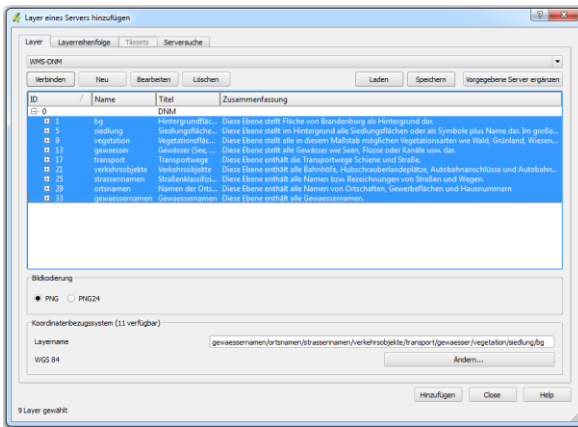 Layer eines Servers hinzufügen
Layer Layerreihenfolge Tilesets Serversuche
WMS-DNM
Verbinden Neu Bearbeiten Löschen Laden Speichern Vorgegebene Server ergänzen
ID Name Titel Zusammenfassung
0 DNM
1 bg Hintergrundfläc... Diese Ebene stellt Fläche von Brandenburg als Hintergrund dar.
5 siedlung Siedlungsfläche... Diese Ebene stellt im Hintergrund alle Siedlungsflächen oder als Symbole plus Name dar. Im große...
9 vegetation Vegetationsfläc... Diese Ebene stellt alle in diesem Maßstab möglichen Vegetationsarten wie Wald, Grünland, Wiesen...
13 gewaesser Gewässer (See, ... Diese Ebene stellt alle Gewässer wie Seen, Flüsse oder Kanäle usw. dar.
17 transport Transportwege Diese Ebene enthält die Transportwege Schiene und Straße.
21 verkehrsobjekte Verkehrsobjekte Diese Ebene enthält alle Bahnhöfe, Hubschrauberlandeplätze, Autobahnanschlüsse und Autobahn...
25 strassennamen Straßenklassifizi... Diese Ebene enthält alle Namen bzw. Bezeichnungen von Straßen und Wegen.
29 ortsnamen Namen der Orts... Diese Ebene enthält alle Namen von Ortschaften, Gewerbeflächen und Hausnummern
33 gewaessernamen Gewaessernamen Diese Ebene enthält alle Gewässernamen.
Bildkodierung
PNG PNG24
Koordinatenbezugssystem (11 verfügbar)
Layername gewaessernamen/ortsnamen/strassennamen/verkehrsobjekte/transport/gewaesser/vegetation/siedlung/bg
WGS 84 Ändern...
Hinzufügen Close Help
9 Layer gewählt